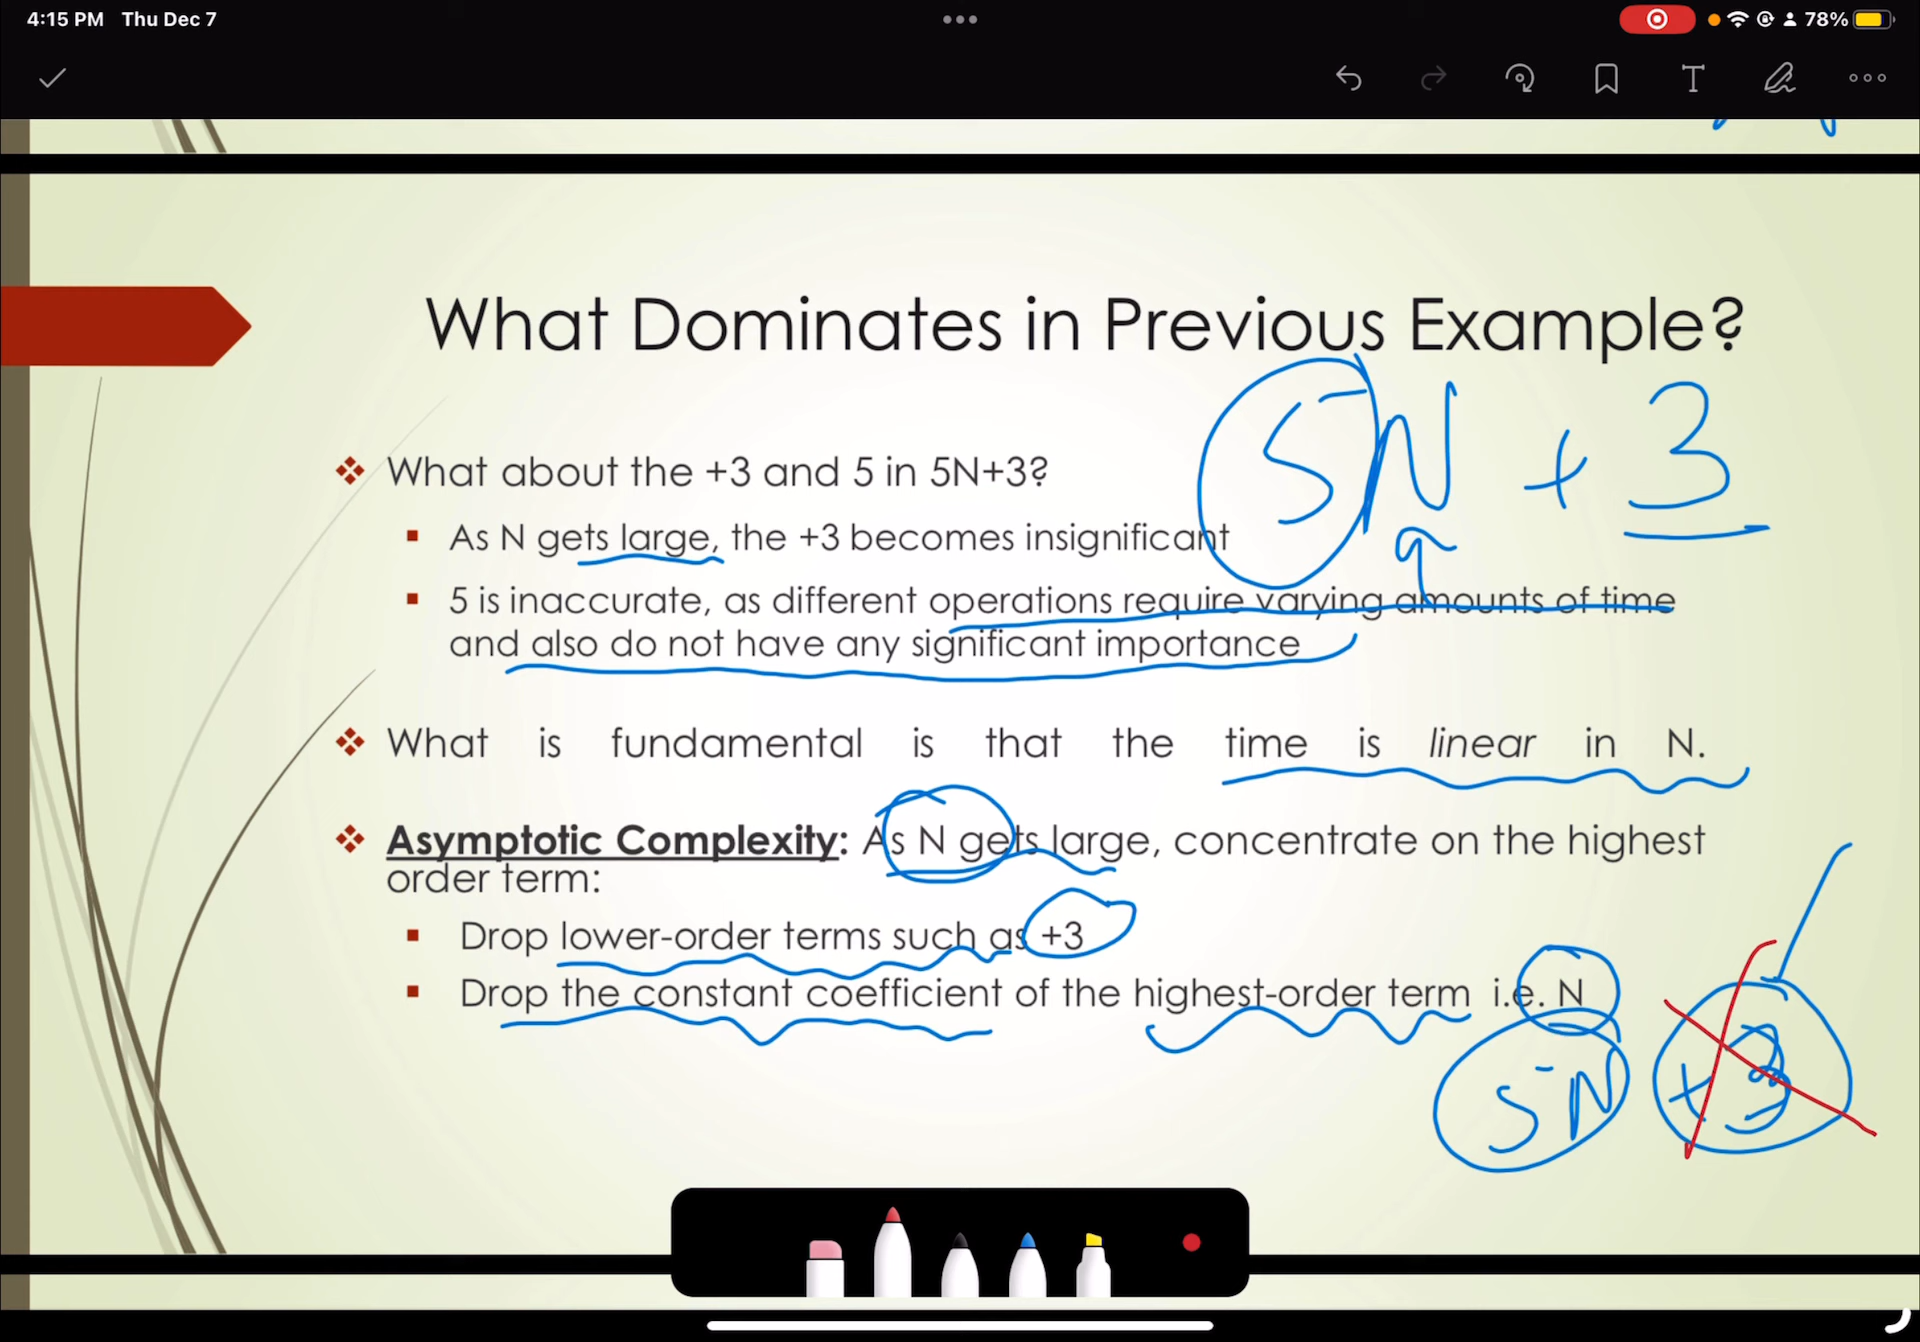 4:15 PM Thu Dec 7
78%
T
What Dominates in Previous Example?
5N + 3
What about the +3 and 5 in 5N+3?
As N gets large, the +3 becomes insignificant
5 is inaccurate, as different operations require varying amounts of time
and also do not have any significant importance
What is fundamental is that the time is linear in N.
Asymptotic Complexity: As N gets large, concentrate on the highest
order term:
Drop lower-order terms such as +3
Drop the constant coefficient of the highest-order term i.e. N
5N +3